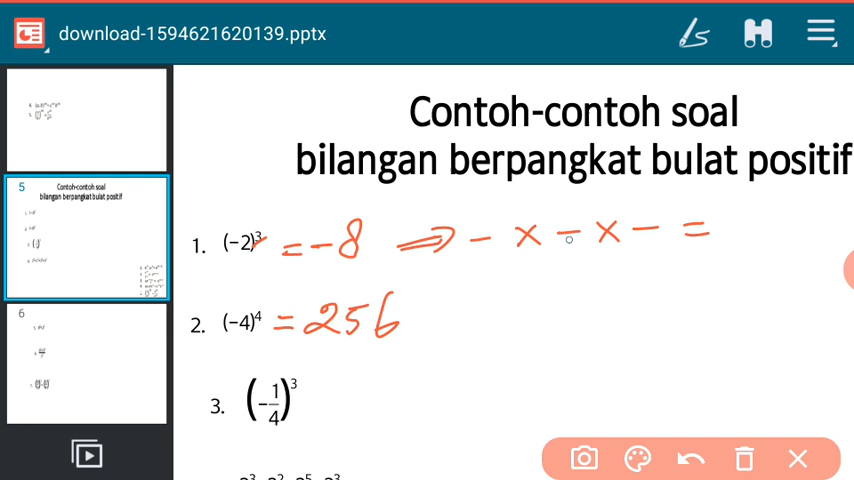 download-1594621620139.pptx
Contoh-contoh soal
bilangan berpangkat bulat positif
5
Contoh-contoh soal
bilangan berpangkat bulat positif
6
1. (−2)³ = −8 ⇒ − × − × − =
2. (−4)⁴ = 256
3. (−1/4)³